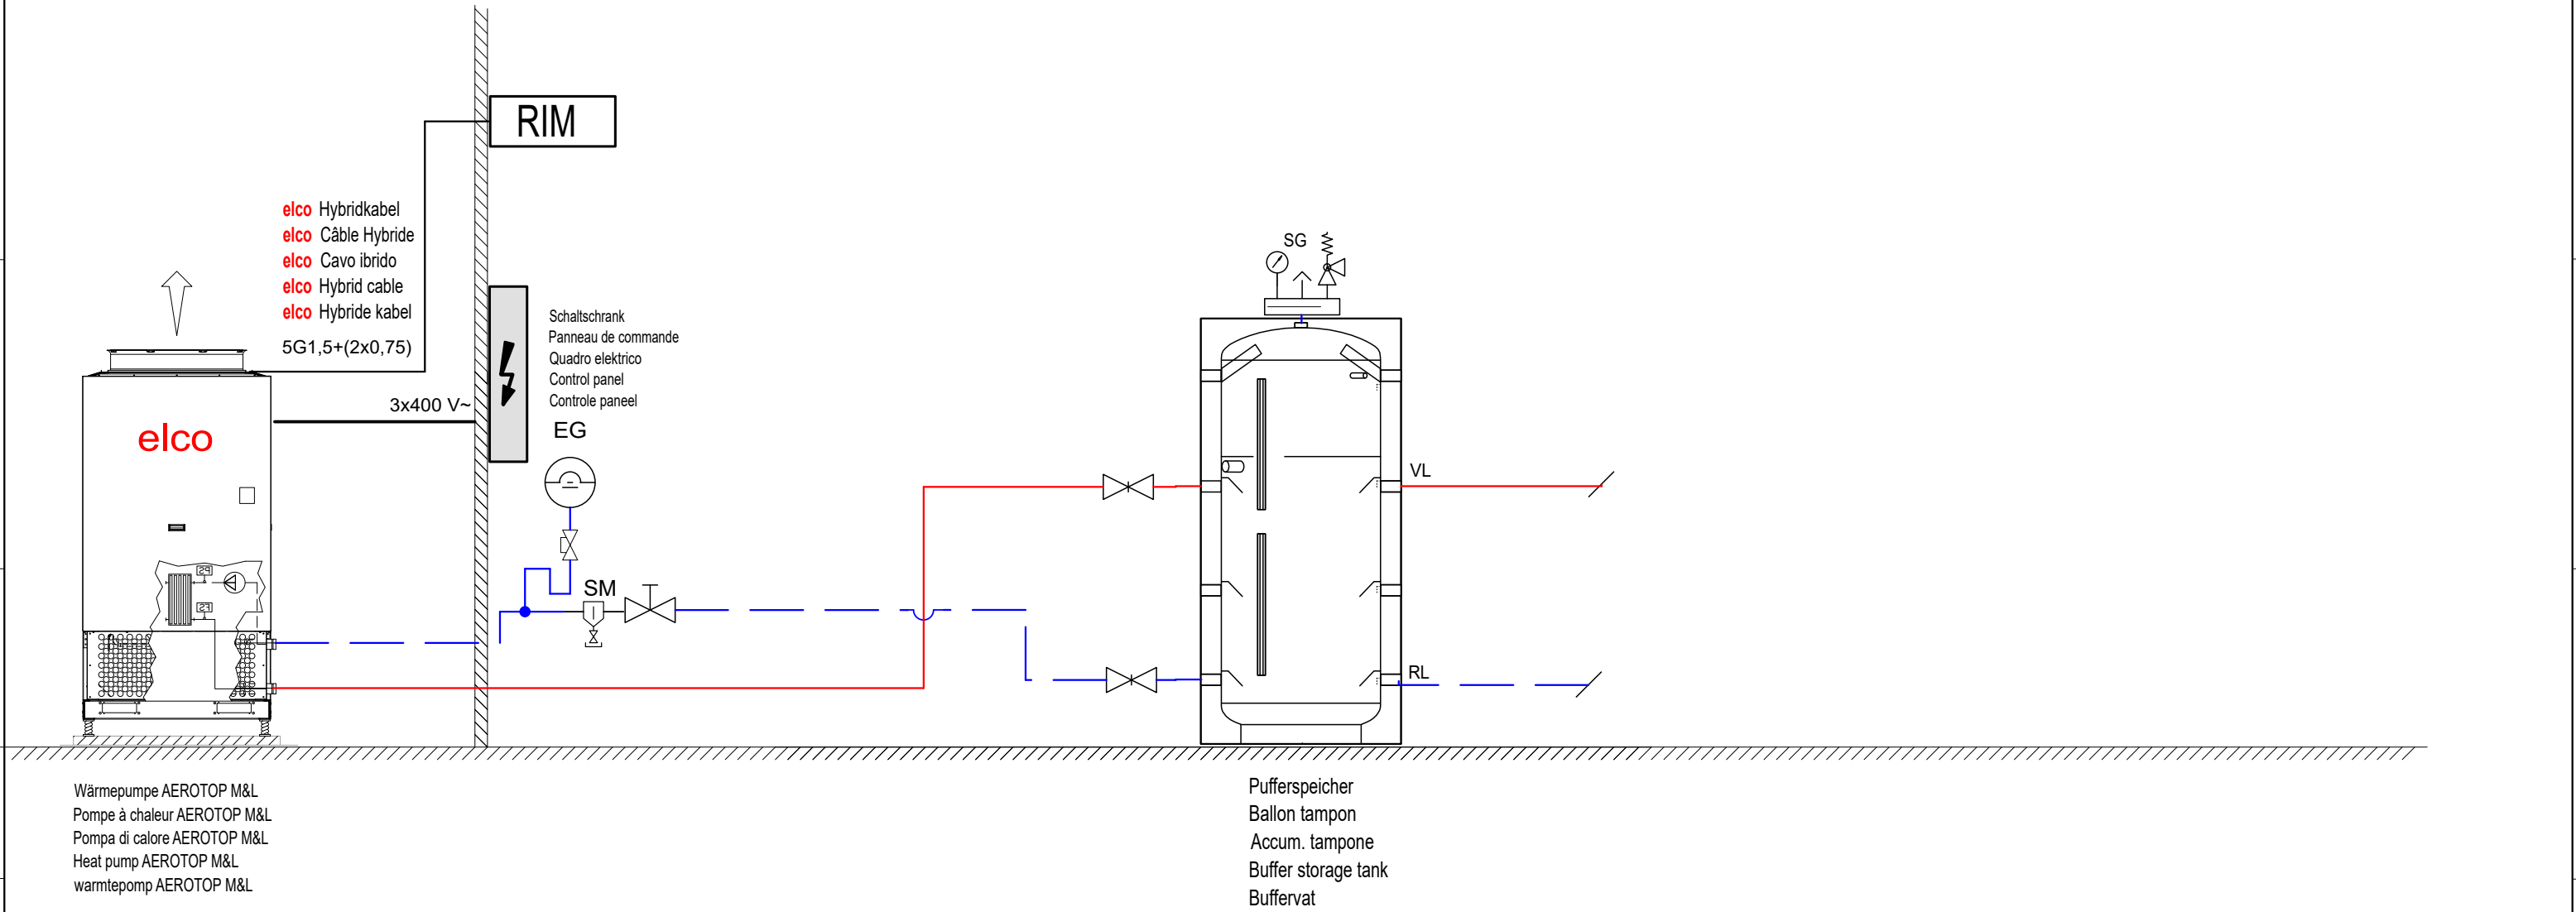 RIM
elco Hybridkabel
elco Câble Hybride
elco Cavo ibrido
elco Hybrid cable
elco Hybride kabel
5G1,5+(2x0,75)
3x400 V~
elco
Schaltschrank
Panneau de commande
Quadro elektrico
Control panel
Controle paneel
EG
SM
SG
VL
RL
Wärmepumpe AEROTOP M&L
Pompe à chaleur AEROTOP M&L
Pompa di calore AEROTOP M&L
Heat pump AEROTOP M&L
warmtepomp AEROTOP M&L
Pufferspeicher
Ballon tampon
Accum. tampone
Buffer storage tank
Buffervat